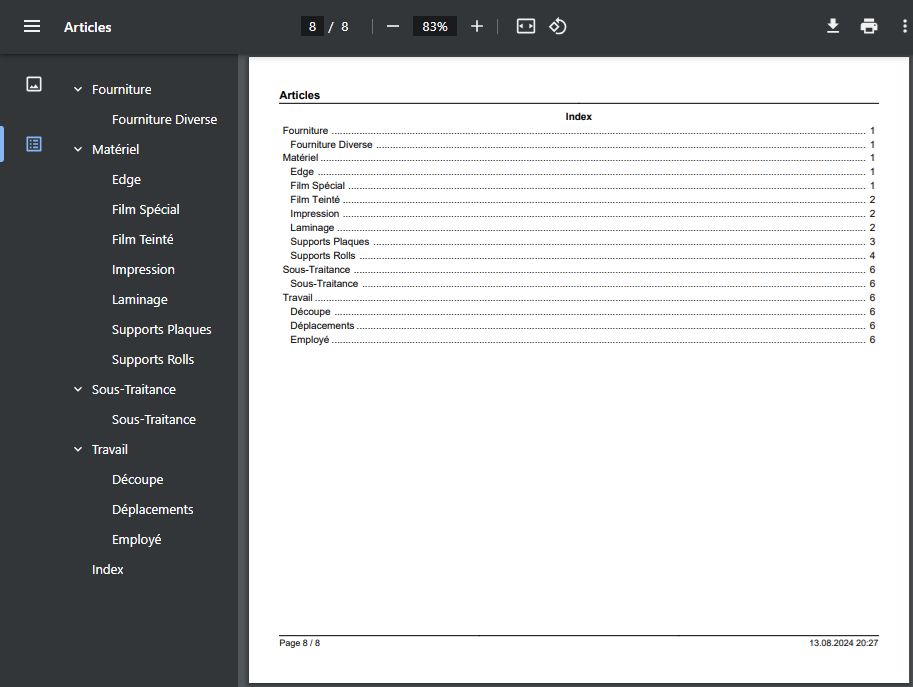 Articles
8 / 8
83%
Fourniture
Fourniture Diverse
Matériel
Edge
Film Spécial
Film Teinté
Impression
Laminage
Supports Plaques
Supports Rolls
Sous-Traitance
Sous-Traitance
Travail
Découpe
Déplacements
Employé
Index
Articles
Index
Fourniture 1
Fourniture Diverse 1
Matériel 1
Edge 1
Film Spécial 1
Film Teinté 2
Impression 2
Laminage 2
Supports Plaques 3
Supports Rolls 4
Sous-Traitance 6
Sous-Traitance 6
Travail 6
Découpe 6
Déplacements 6
Employé 6
Page 8 / 8 13.08.2024 20:27